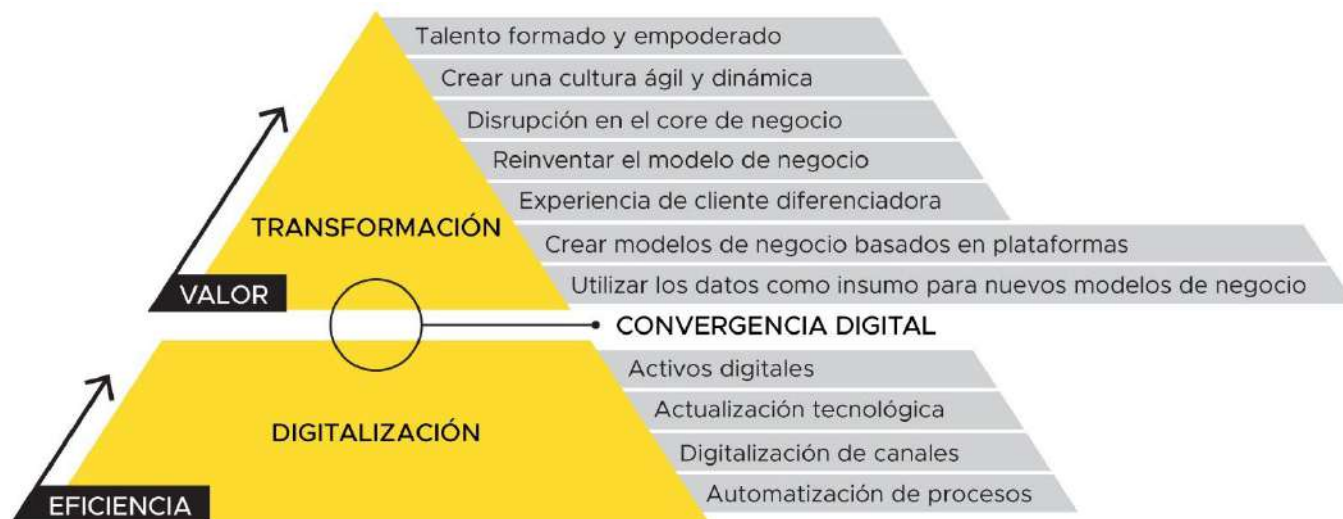 Talento formado y empoderado
Crear una cultura ágil y dinámica
Disrupción en el core de negocio
Reinventar el modelo de negocio
Experiencia de cliente diferenciadora
TRANSFORMACIÓN
Crear modelos de negocio basados en plataformas
VALOR
Utilizar los datos como insumo para nuevos modelos de negocio
CONVERGENCIA DIGITAL
Activos digitales
Actualización tecnológica
DIGITALIZACIÓN
Digitalización de canales
Automatización de procesos
EFICIENCIA